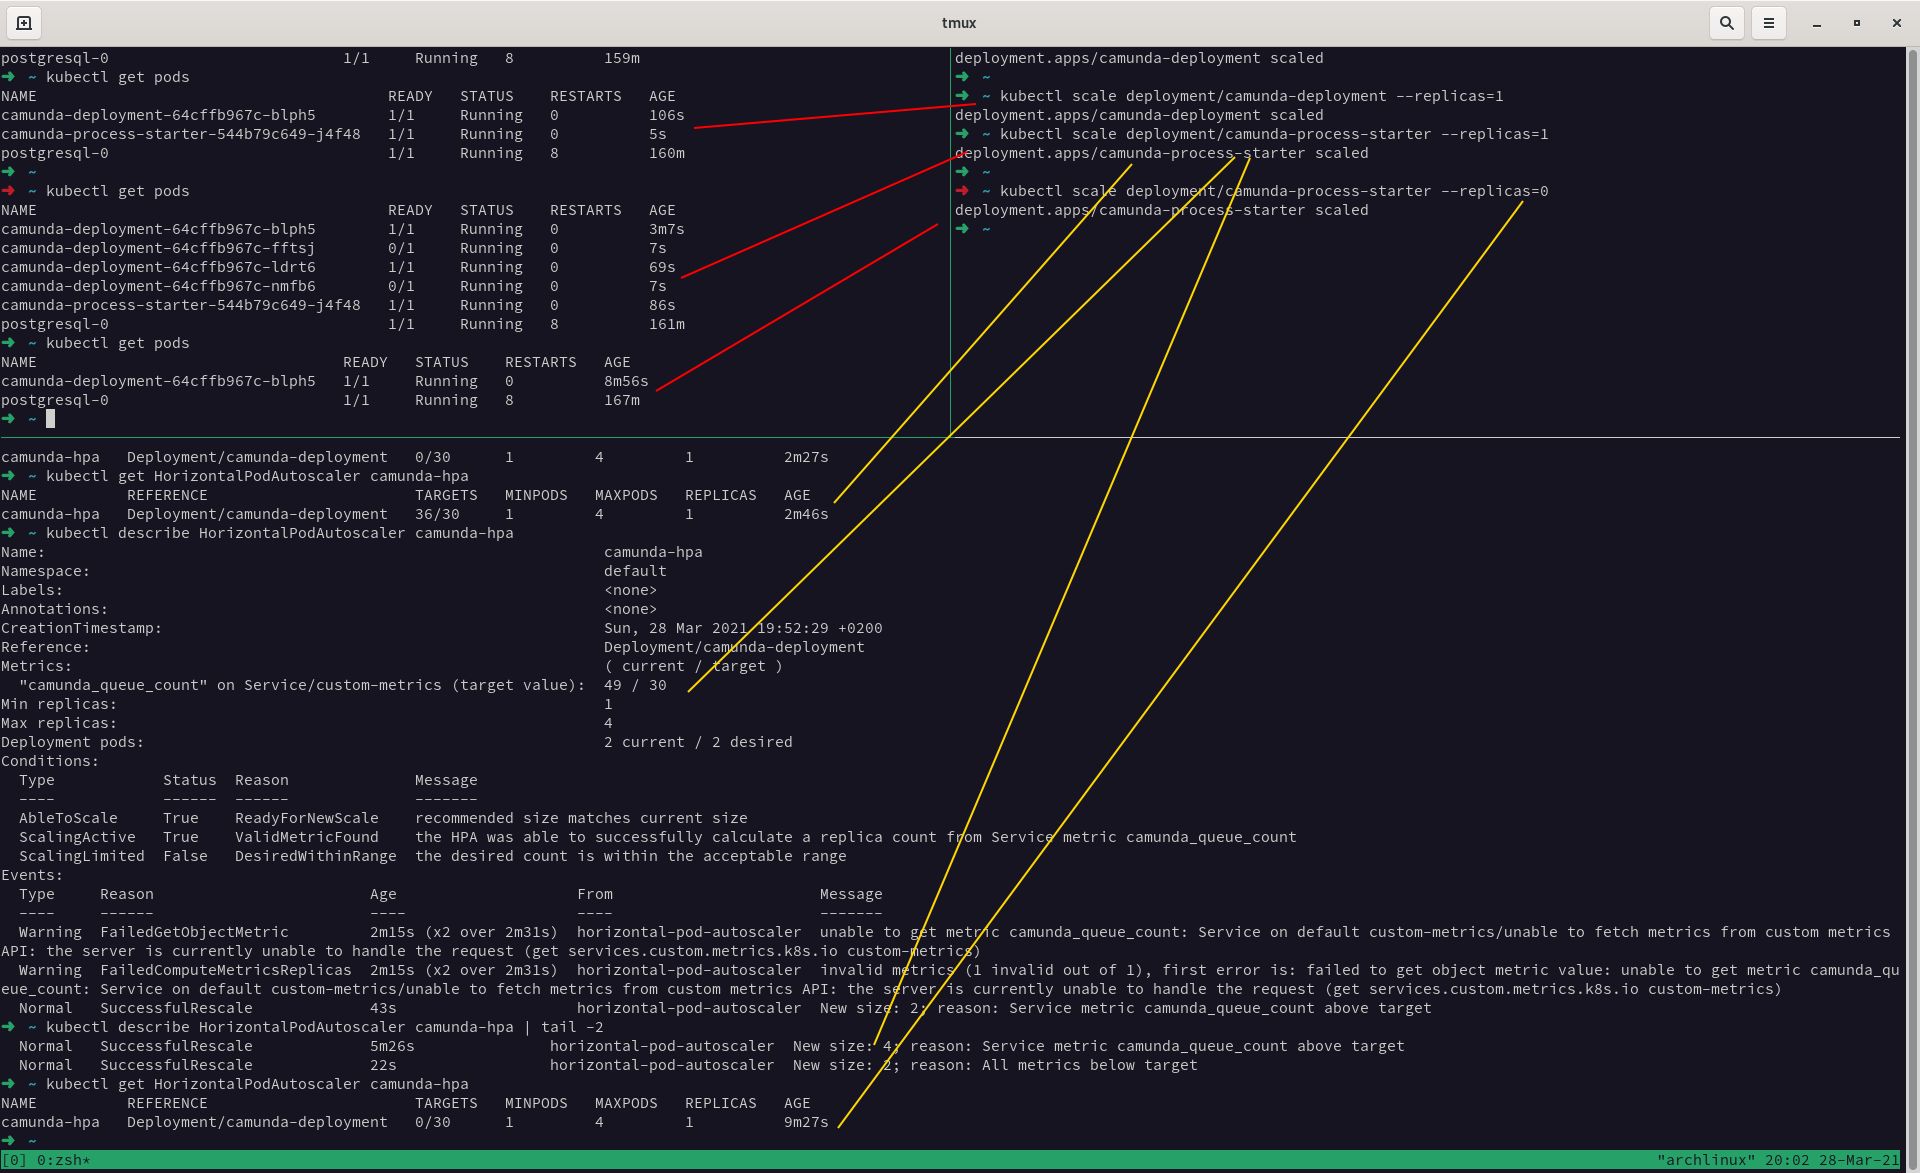 tmux
postgresql-0                          1/1     Running   8          159m
➜  ~ kubectl get pods
NAME                                       READY   STATUS    RESTARTS   AGE
camunda-deployment-64cffb967c-blph5        1/1     Running   0          106s
camunda-process-starter-544b79c649-j4f48   1/1     Running   0          5s
postgresql-0                               1/1     Running   8          160m
➜  ~
➜  ~ kubectl get pods
NAME                                       READY   STATUS    RESTARTS   AGE
camunda-deployment-64cffb967c-blph5        1/1     Running   0          3m7s
camunda-deployment-64cffb967c-fftsj        0/1     Running   0          7s
camunda-deployment-64cffb967c-ldrt6        1/1     Running   0          69s
camunda-deployment-64cffb967c-nmfb6        0/1     Running   0          7s
camunda-process-starter-544b79c649-j4f48   1/1     Running   0          86s
postgresql-0                               1/1     Running   8          161m
➜  ~ kubectl get pods
NAME                                  READY   STATUS    RESTARTS   AGE
camunda-deployment-64cffb967c-blph5   1/1     Running   0          8m56s
postgresql-0                          1/1     Running   8          167m
➜  ~
deployment.apps/camunda-deployment scaled
➜  ~
➜  ~ kubectl scale deployment/camunda-deployment --replicas=1
deployment.apps/camunda-deployment scaled
➜  ~ kubectl scale deployment/camunda-process-starter --replicas=1
deployment.apps/camunda-process-starter scaled
➜  ~
➜  ~ kubectl scale deployment/camunda-process-starter --replicas=0
deployment.apps/camunda-process-starter scaled
➜  ~
camunda-hpa   Deployment/camunda-deployment   0/30      1         4         1          2m27s
➜  ~ kubectl get HorizontalPodAutoscaler camunda-hpa
NAME          REFERENCE                       TARGETS   MINPODS   MAXPODS   REPLICAS   AGE
camunda-hpa   Deployment/camunda-deployment   36/30     1         4         1          2m46s
➜  ~ kubectl describe HorizontalPodAutoscaler camunda-hpa
Name:                                                              camunda-hpa
Namespace:                                                         default
Labels:                                                            <none>
Annotations:                                                       <none>
CreationTimestamp:                                                 Sun, 28 Mar 2021 19:52:29 +0200
Reference:                                                         Deployment/camunda-deployment
Metrics:                                                           ( current / target )
  "camunda_queue_count" on Service/custom-metrics (target value):  49 / 30
Min replicas:                                                      1
Max replicas:                                                      4
Deployment pods:                                                   2 current / 2 desired
Conditions:
  Type            Status  Reason            Message
  ----            ------  ------            -------
  AbleToScale     True    ReadyForNewScale  recommended size matches current size
  ScalingActive   True    ValidMetricFound  the HPA was able to successfully calculate a replica count from Service metric camunda_queue_count
  ScalingLimited  False   DesiredWithinRange  the desired count is within the acceptable range
Events:
  Type     Reason                        Age                    From                       Message
  ----     ------                        ----                   ----                       -------
  Warning  FailedGetObjectMetric         2m15s (x2 over 2m31s)  horizontal-pod-autoscaler  unable to get metric camunda_queue_count: Service on default custom-metrics/unable to fetch metrics from custom metrics
API: the server is currently unable to handle the request (get services.custom.metrics.k8s.io custom-metrics)
  Warning  FailedComputeMetricsReplicas  2m15s (x2 over 2m31s)  horizontal-pod-autoscaler  invalid metrics (1 invalid out of 1), first error is: failed to get object metric value: unable to get metric camunda_qu
eue_count: Service on default custom-metrics/unable to fetch metrics from custom metrics API: the server is currently unable to handle the request (get services.custom.metrics.k8s.io custom-metrics)
  Normal   SuccessfulRescale             43s                    horizontal-pod-autoscaler  New size: 2; reason: Service metric camunda_queue_count above target
➜  ~ kubectl describe HorizontalPodAutoscaler camunda-hpa | tail -2
  Normal   SuccessfulRescale             5m26s               horizontal-pod-autoscaler  New size: 4; reason: Service metric camunda_queue_count above target
  Normal   SuccessfulRescale             22s                 horizontal-pod-autoscaler  New size: 2; reason: All metrics below target
➜  ~ kubectl get HorizontalPodAutoscaler camunda-hpa
NAME          REFERENCE                       TARGETS   MINPODS   MAXPODS   REPLICAS   AGE
camunda-hpa   Deployment/camunda-deployment   0/30      1         4         1          9m27s
➜  ~
[0] 0:zsh*                    "archlinux" 20:02 28-Mar-21